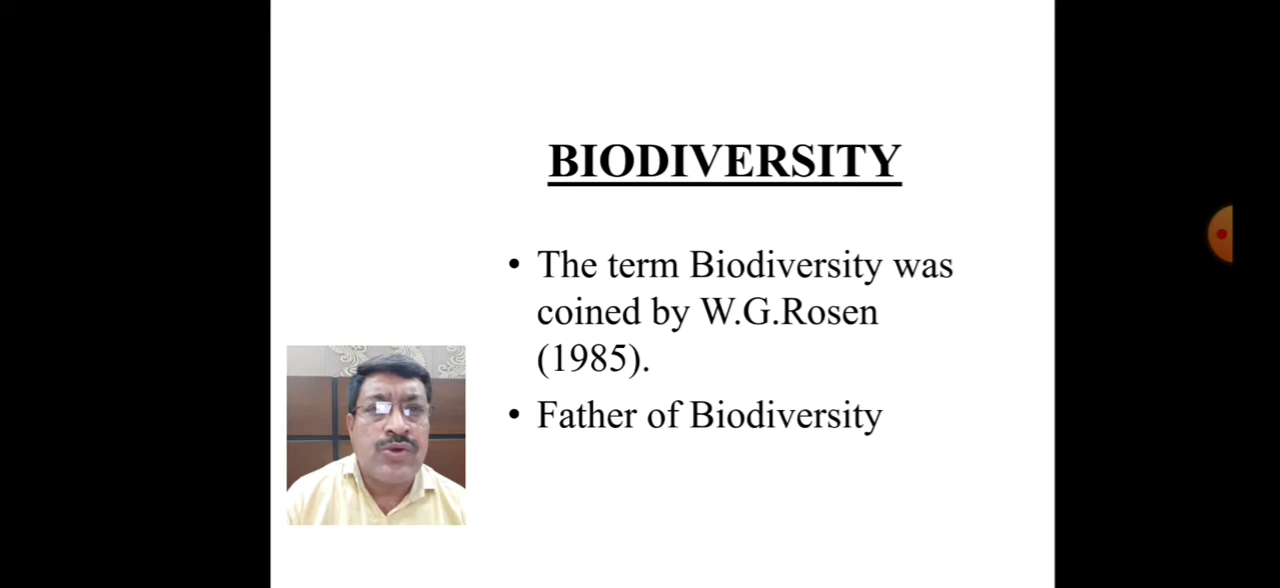 BIODIVERSITY
• The term Biodiversity was
coined by W.G.Rosen
(1985).
• Father of Biodiversity